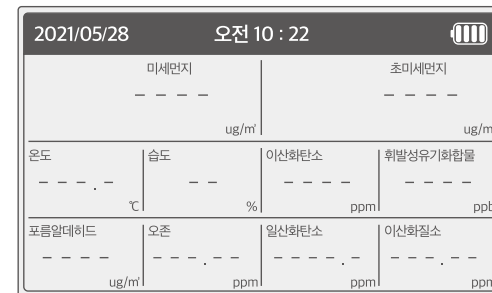 2021/05/28 오전 10 : 22
미세먼지 초미세먼지
---- ----
ug/㎥ ug/㎥
온도 습도 이산화탄소 휘발성유기화합물
---.- -- ---- ----
℃ % ppm ppb
포름알데히드 오존 일산화탄소 이산화질소
---- ---.-- ----.- ---.--
ug/㎥ ppm ppm ppm